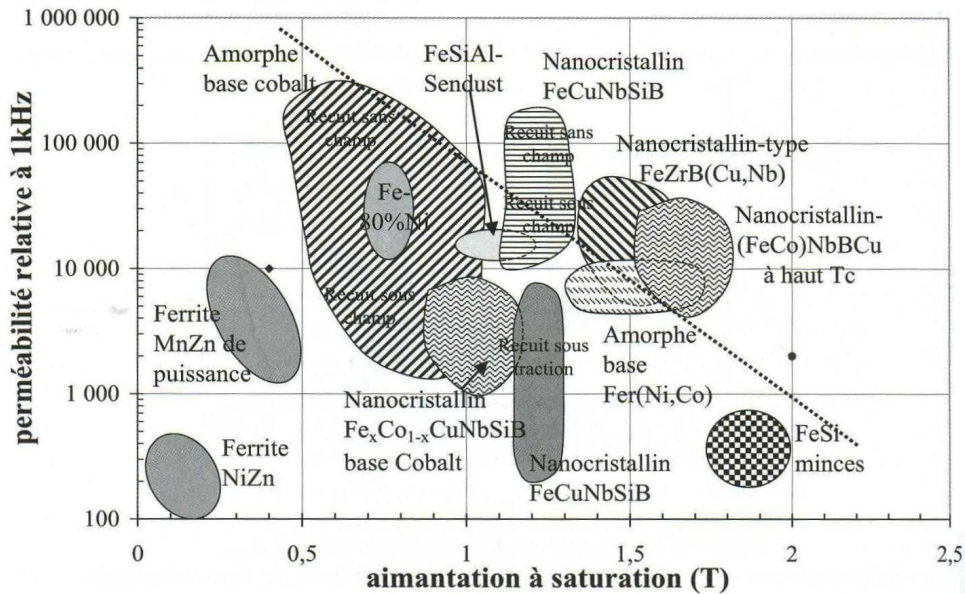 1 000 000
100 000
10 000
1 000
100
perméabilité relative à 1kHz
0
0,5
1
1,5
2
2,5
aimantation à saturation (T)
Amorphe
base cobalt
FeSiAl-
Sendust
Nanocristallin
FeCuNbSiB
Recuit sans
champ
Recuit sans
champ
Nanocristallin-type
FeZrB(Cu,Nb)
Fe-
80%Ni
Recuit sous
champ
Nanocristallin-
(FeCo)NbBCu
à haut Tc
Recuit sous
champ
Ferrite
MnZn de
puissance
Recuit sous
traction
Amorphe
base
Fer(Ni,Co)
Nanocristallin
FexCo1-xCuNbSiB
base Cobalt
FeSi
minces
Ferrite
NiZn
Nanocristallin
FeCuNbSiB